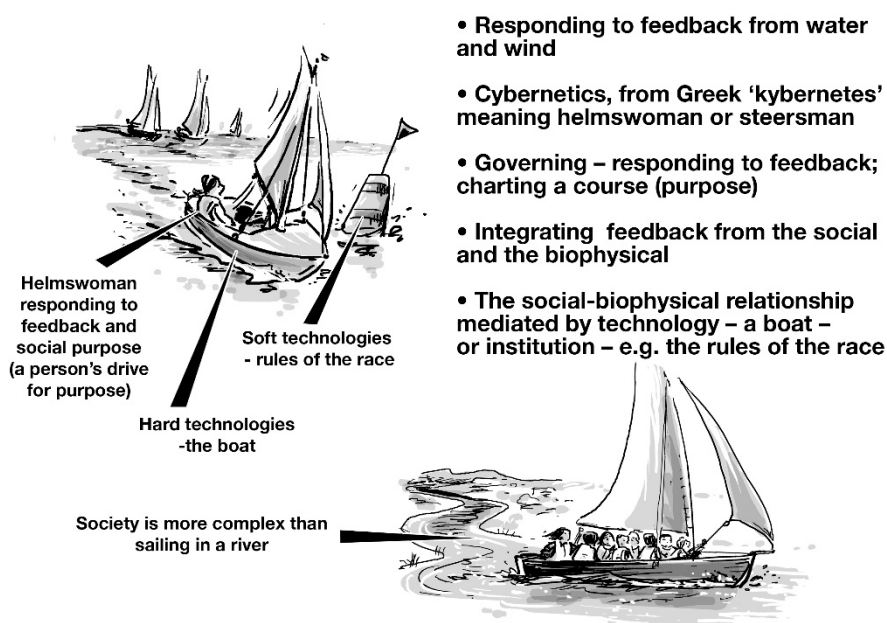 • Responding to feedback from water
and wind
• Cybernetics, from Greek ‘kybernetes’
meaning helmswoman or steersman
• Governing – responding to feedback;
charting a course (purpose)
• Integrating feedback from the social
and the biophysical
• The social-biophysical relationship
mediated by technology – a boat –
or institution – e.g. the rules of the race
Helmswoman
responding to
feedback and
social purpose
(a person’s drive
for purpose)
Soft technologies
- rules of the race
Hard technologies
-the boat
Society is more complex than
sailing in a river